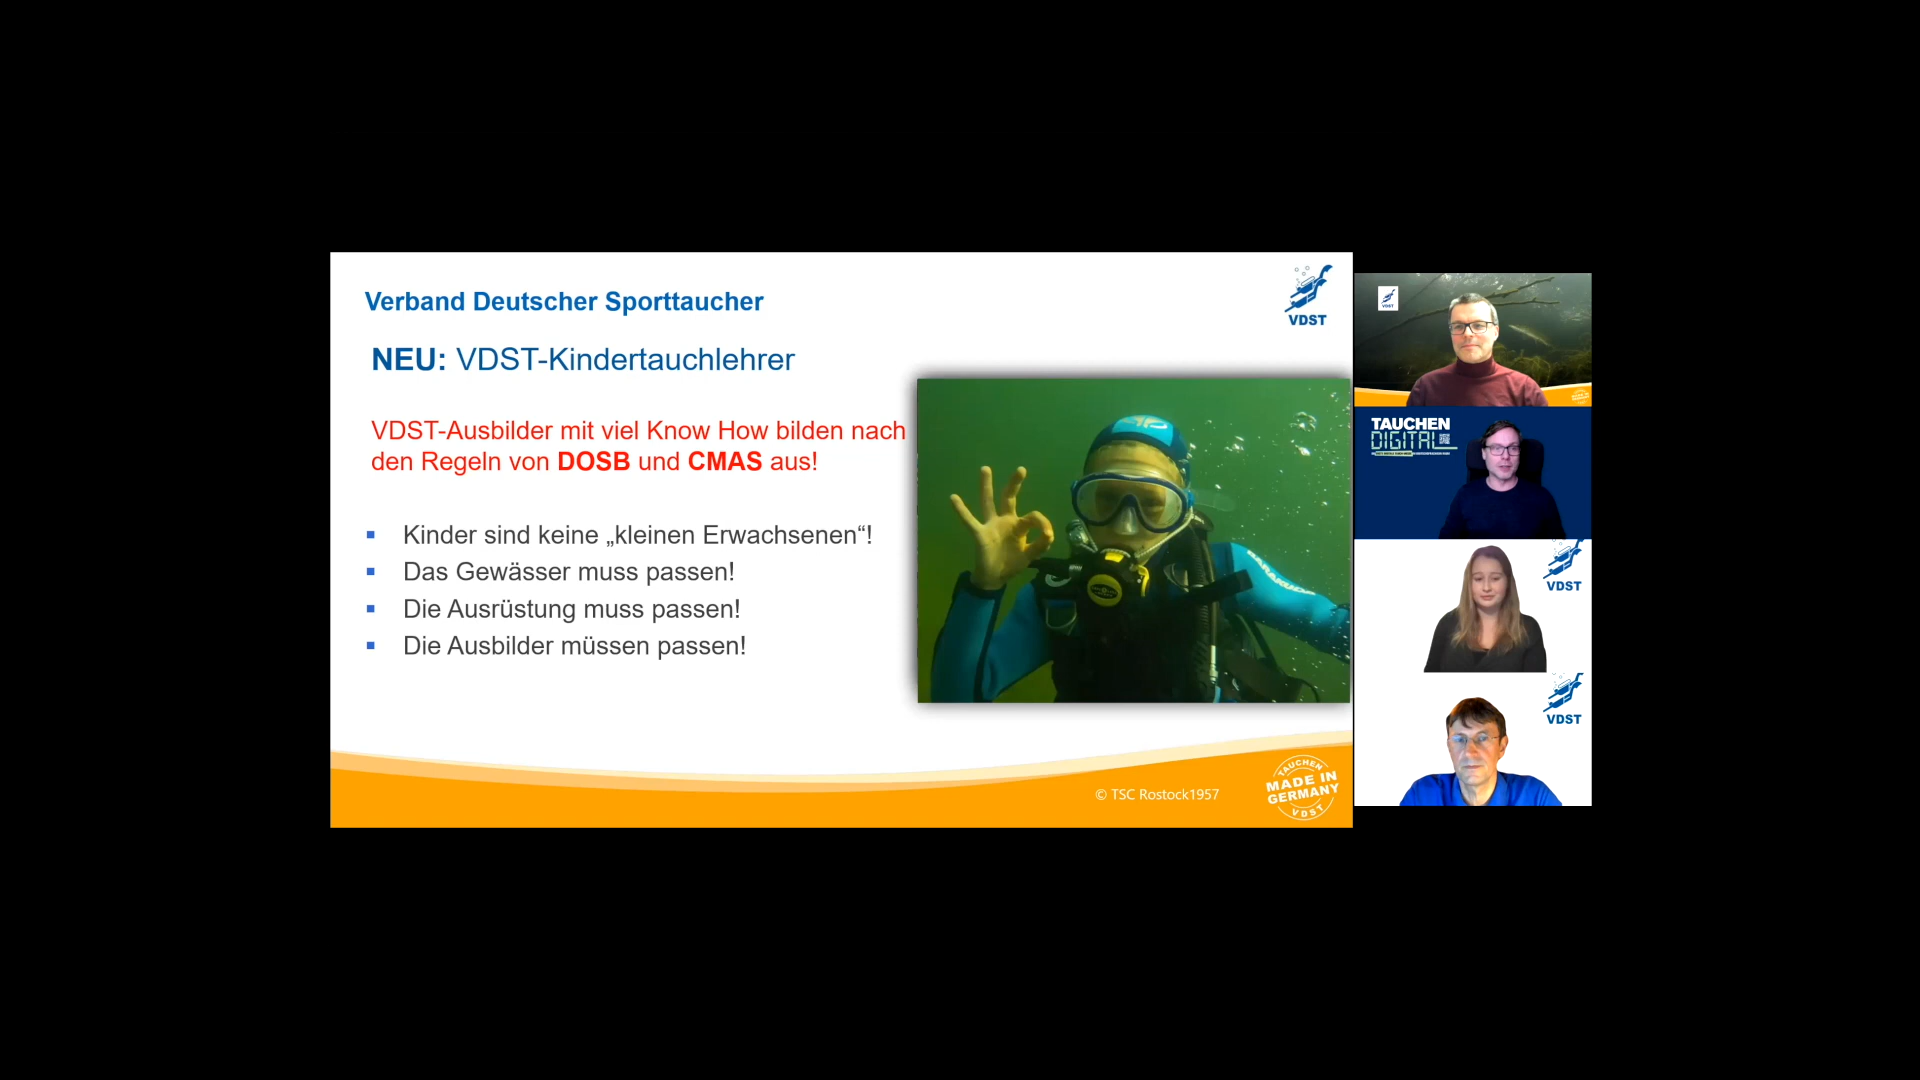 Verband Deutscher Sporttaucher
VDST
NEU: VDST-Kindertauchlehrer
VDST-Ausbilder mit viel Know How bilden nach
den Regeln von DOSB und CMAS aus!
Kinder sind keine „kleinen Erwachsenen“!
Das Gewässer muss passen!
Die Ausrüstung muss passen!
Die Ausbilder müssen passen!
BARAKUDA
© TSC Rostock1957
TAUCHEN
MADE IN
GERMANY
VDST
VDST
TAUCHEN
DIGITAL
VDST
VDST